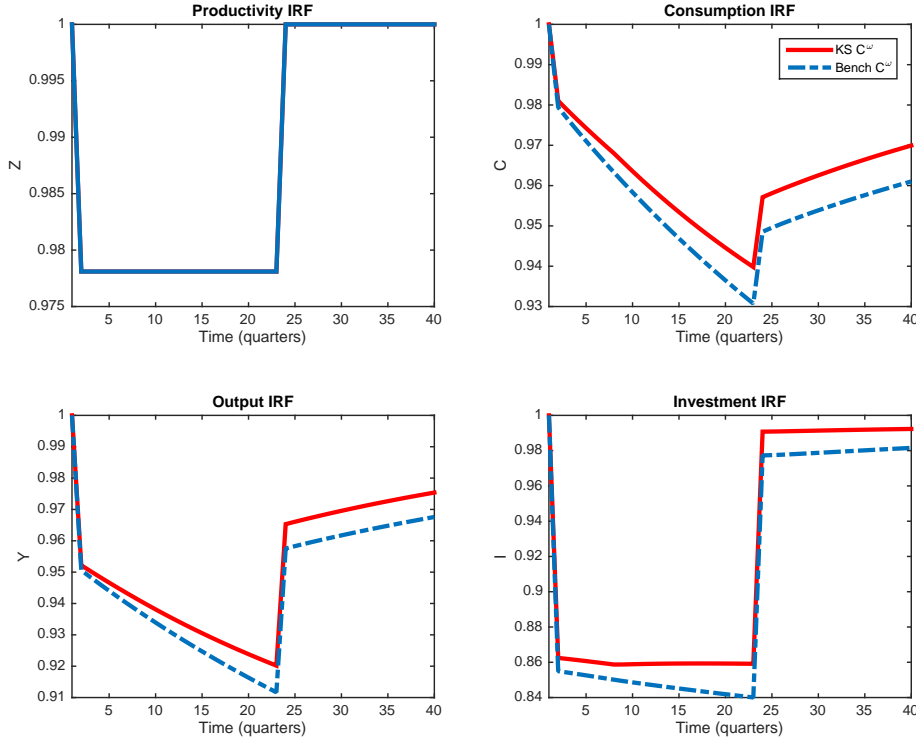 Productivity IRF
1
0.995
0.99
0.985
0.98
0.975
Z
5 10 15 20 25 30 35 40
Time (quarters)
Consumption IRF
KS C^ω
Bench C^ω
1
0.99
0.98
0.97
0.96
0.95
0.94
0.93
C
5 10 15 20 25 30 35 40
Time (quarters)
Output IRF
1
0.99
0.98
0.97
0.96
0.95
0.94
0.93
0.92
0.91
Y
5 10 15 20 25 30 35 40
Time (quarters)
Investment IRF
1
0.98
0.96
0.94
0.92
0.9
0.88
0.86
0.84
I
5 10 15 20 25 30 35 40
Time (quarters)